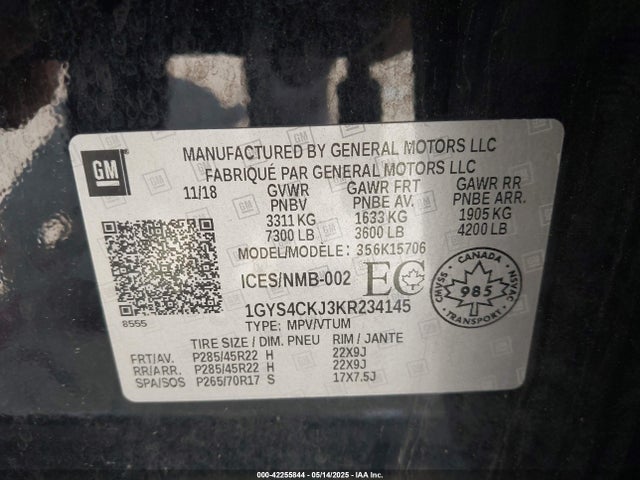 GM
MANUFACTURED BY GENERAL MOTORS LLC
FABRIQUÉ PAR GENERAL MOTORS LLC
11/18 GVWR GAWR FRT GAWR RR
PNBV PNBE AV. PNBE ARR.
3311 KG 1633 KG 1905 KG
7300 LB 3600 LB 4200 LB
MODEL/MODÈLE: 356K15706
ICES/NMB-002 EC
CANADA
CMVSS 985 NSVAC
8555
1GYS4CKJ3KR234145
TYPE: MPV/VTUM
TIRE SIZE / DIM. PNEU RIM / JANTE
FRT/AV. P285/45R22 H 22X9J
RR/ARR. P285/45R22 H 22X9J
SPA/SOS P265/70R17 S 17X7.5J
000-42255844 - 05/14/2025 - IAA Inc.